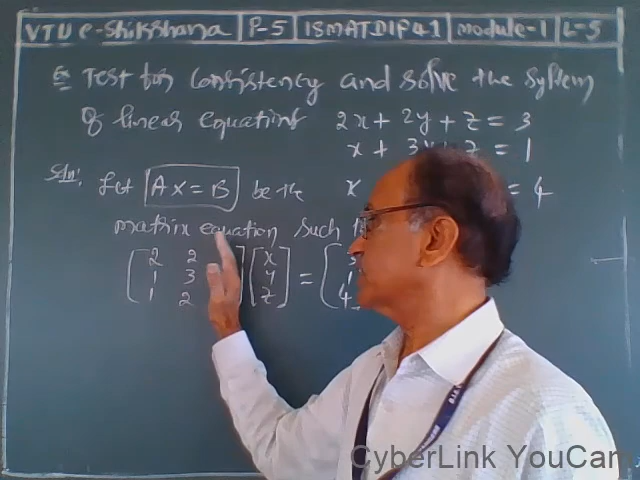 VTU e-Shikshana | P-5 | 18MATDIP41 | Module-1 | L-5
Ex Test for Consistency and solve the System
of linear equations 2x + 2y + z = 3
x + 3y + z = 1
Soln: Let AX = B be the x = 4
matrix equation such
2 2 x
1 3 y = 1
1 2 z 4
CyberLink YouCam